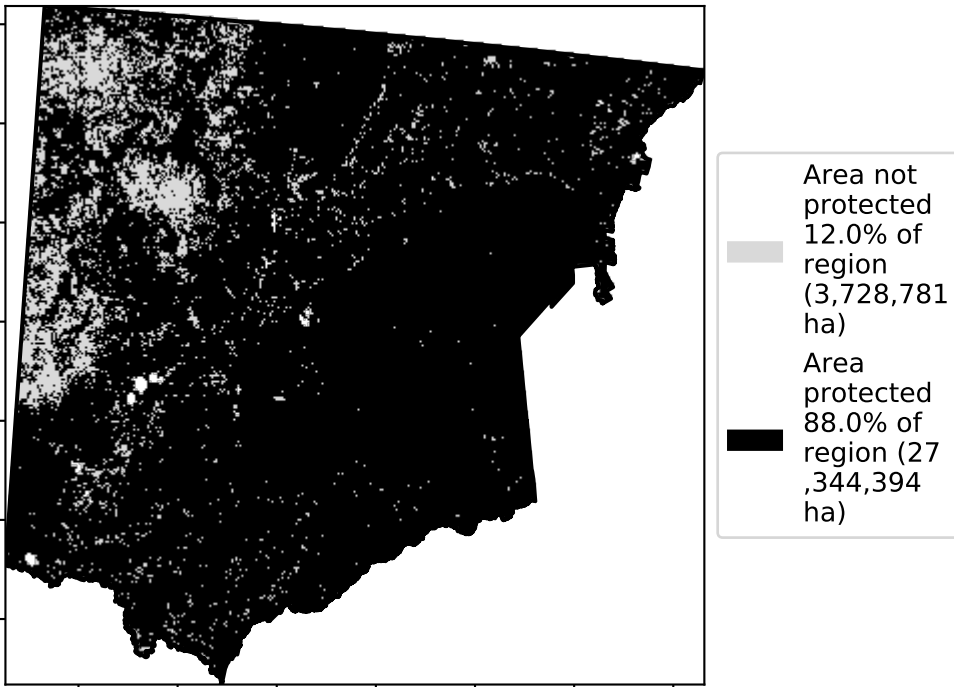 Area not
protected
12.0% of
region
(3,728,781
ha)
Area
protected
88.0% of
region (27
,344,394
ha)